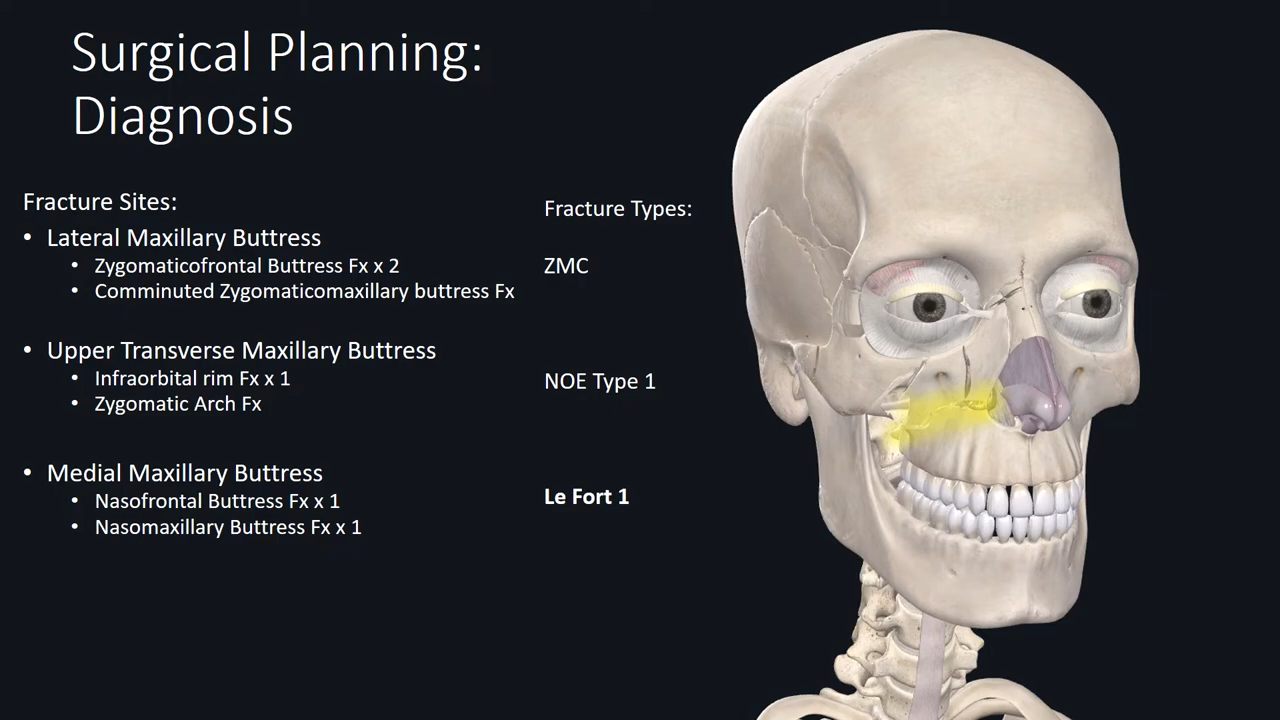 Surgical Planning:
Diagnosis
Fracture Sites:
• Lateral Maxillary Buttress
• Zygomaticofrontal Buttress Fx x 2
• Comminuted Zygomaticomaxillary buttress Fx
• Upper Transverse Maxillary Buttress
• Infraorbital rim Fx x 1
• Zygomatic Arch Fx
• Medial Maxillary Buttress
• Nasofrontal Buttress Fx x 1
• Nasomaxillary Buttress Fx x 1
Fracture Types:
ZMC
NOE Type 1
Le Fort 1